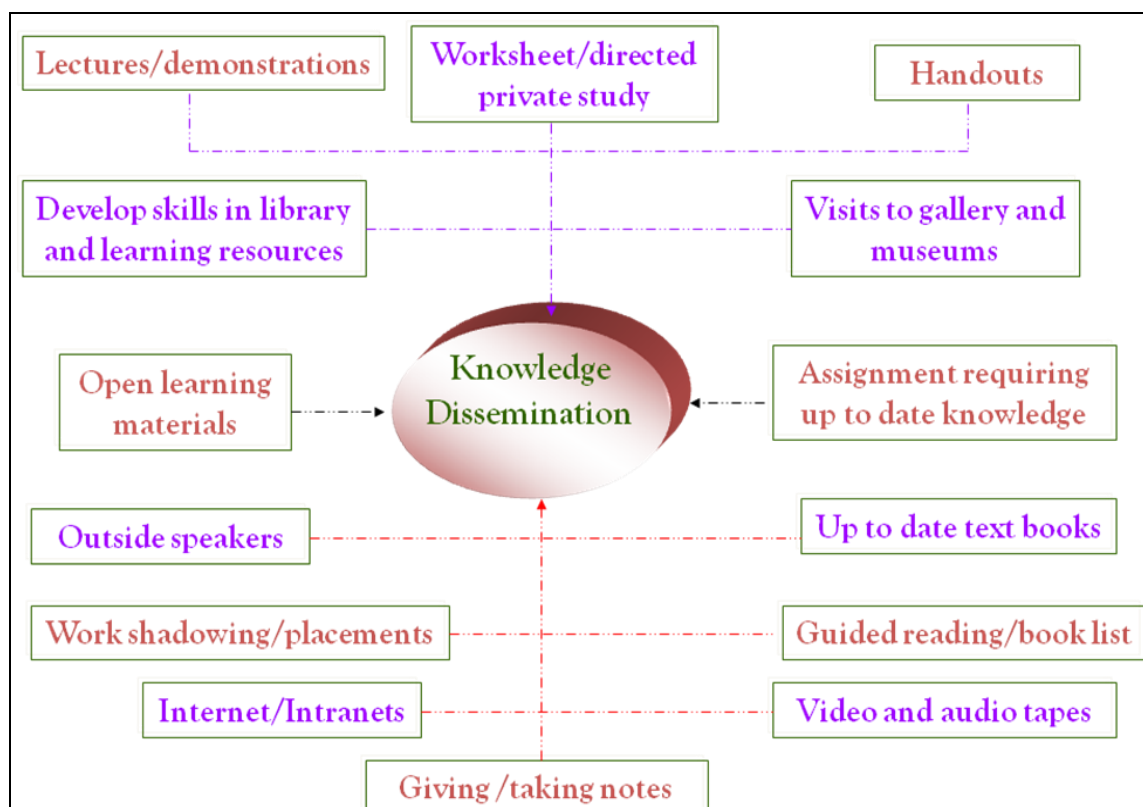 Lectures/demonstrations
Worksheet/directed
private study
Handouts
Develop skills in library
and learning resources
Visits to gallery and
museums
Knowledge
Dissemination
Open learning
materials
Assignment requiring
up to date knowledge
Outside speakers
Up to date text books
Work shadowing/placements
Guided reading/book list
Internet/Intranets
Video and audio tapes
Giving /taking notes